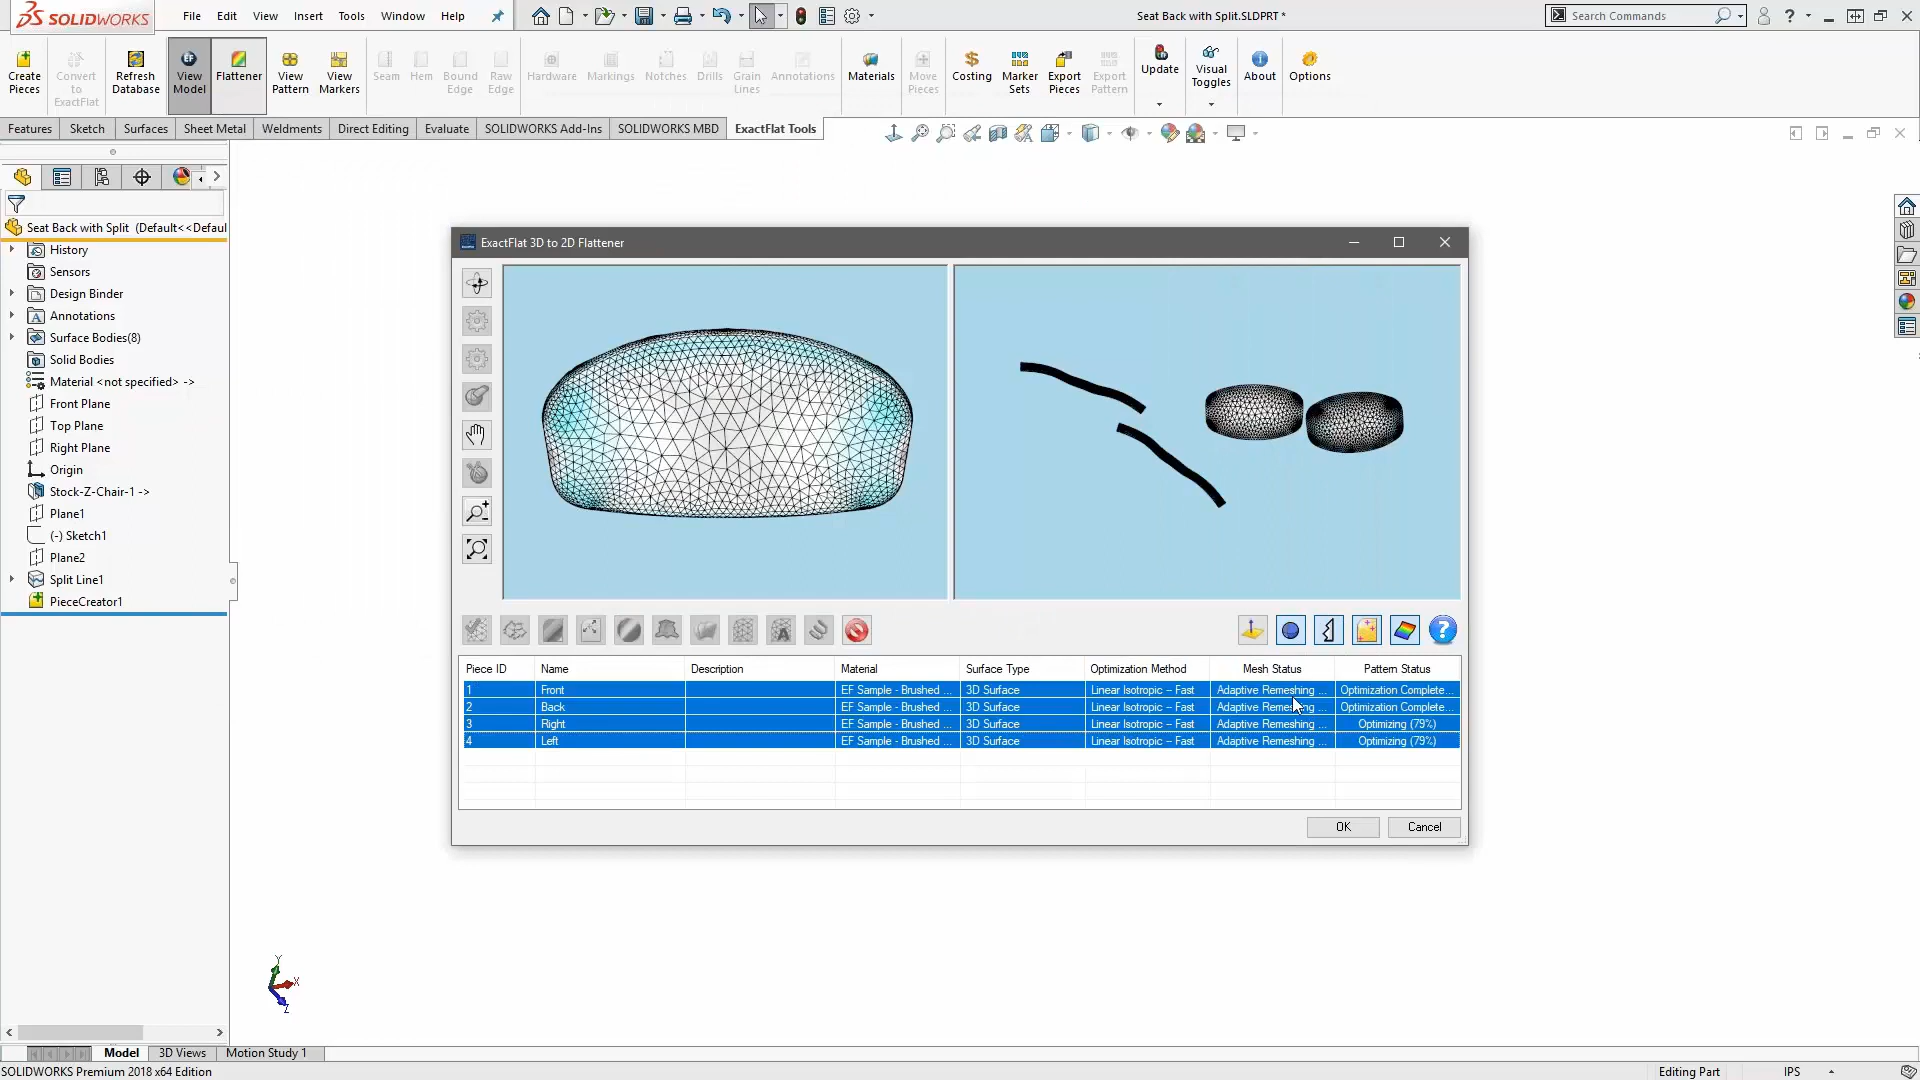 SOLIDWORKS File Edit View Insert Tools Window Help Seat Back with Split.SLDPRT * Search Commands ?
Create Pieces
Convert to ExactFlat
Refresh Database
View Model
Flattener
View Pattern
View Markers
Seam
Hem
Bound Edge
Raw Edge
Hardware
Markings
Notches
Drills
Grain Lines
Annotations
Materials
Move Pieces
Costing
Marker Sets
Export Pieces
Export Pattern
Update
Visual Toggles
About
Options
Features Sketch Surfaces Sheet Metal Weldments Direct Editing Evaluate SOLIDWORKS Add-Ins SOLIDWORKS MBD ExactFlat Tools
Seat Back with Split (Default<<Defaul
History
Sensors
Design Binder
Annotations
Surface Bodies(8)
Solid Bodies
Material <not specified> ->
Front Plane
Top Plane
Right Plane
Origin
Stock-Z-Chair-1 ->
Plane1
(-) Sketch1
Plane2
Split Line1
PieceCreator1
ExactFlat 3D to 2D Flattener
Piece ID Name Description Material Surface Type Optimization Method Mesh Status Pattern Status
1 Front EF Sample - Brushed ... 3D Surface Linear Isotropic – Fast Adaptive Remeshing ... Optimization Complete...
2 Back EF Sample - Brushed ... 3D Surface Linear Isotropic – Fast Adaptive Remeshing ... Optimization Complete...
3 Right EF Sample - Brushed ... 3D Surface Linear Isotropic – Fast Adaptive Remeshing ... Optimizing (79%)
4 Left EF Sample - Brushed ... 3D Surface Linear Isotropic – Fast Adaptive Remeshing ... Optimizing (79%)
OK Cancel
Y
X
Z
Model 3D Views Motion Study 1
SOLIDWORKS Premium 2018 x64 Edition Editing Part IPS